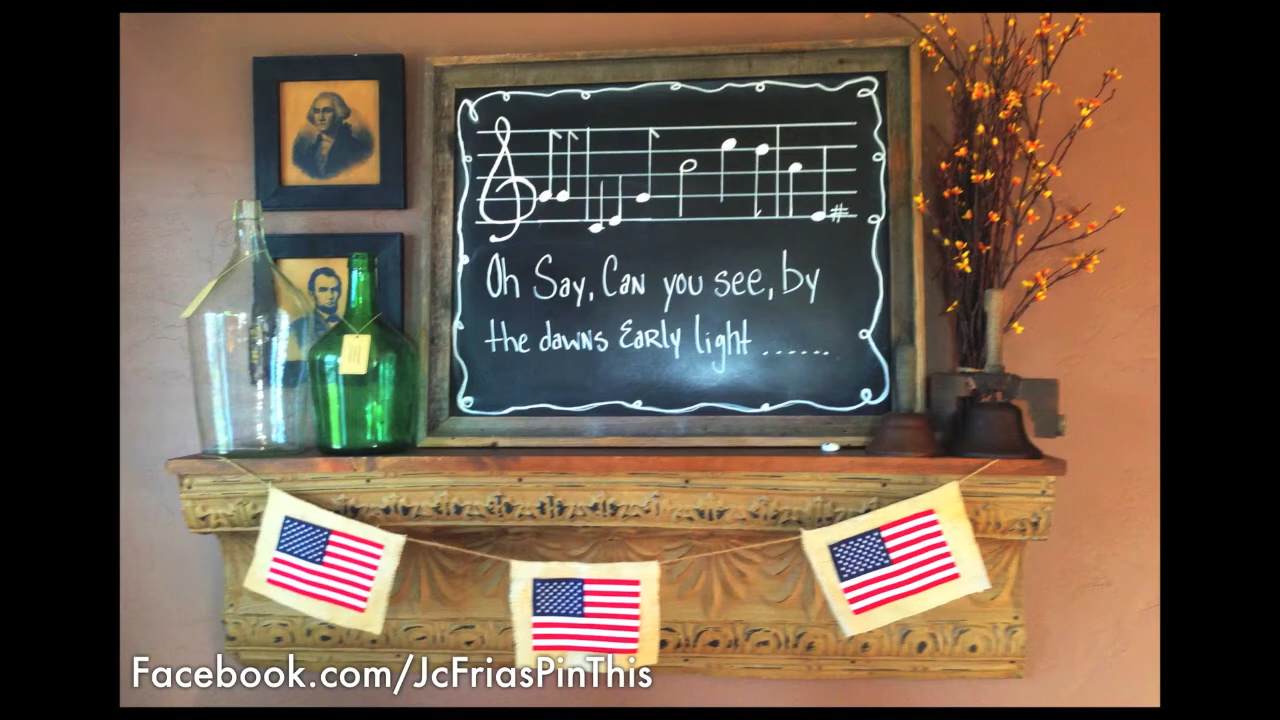 Oh Say, Can you see, by
the dawns Early light ......
Facebook.com/JcFriasPinThis